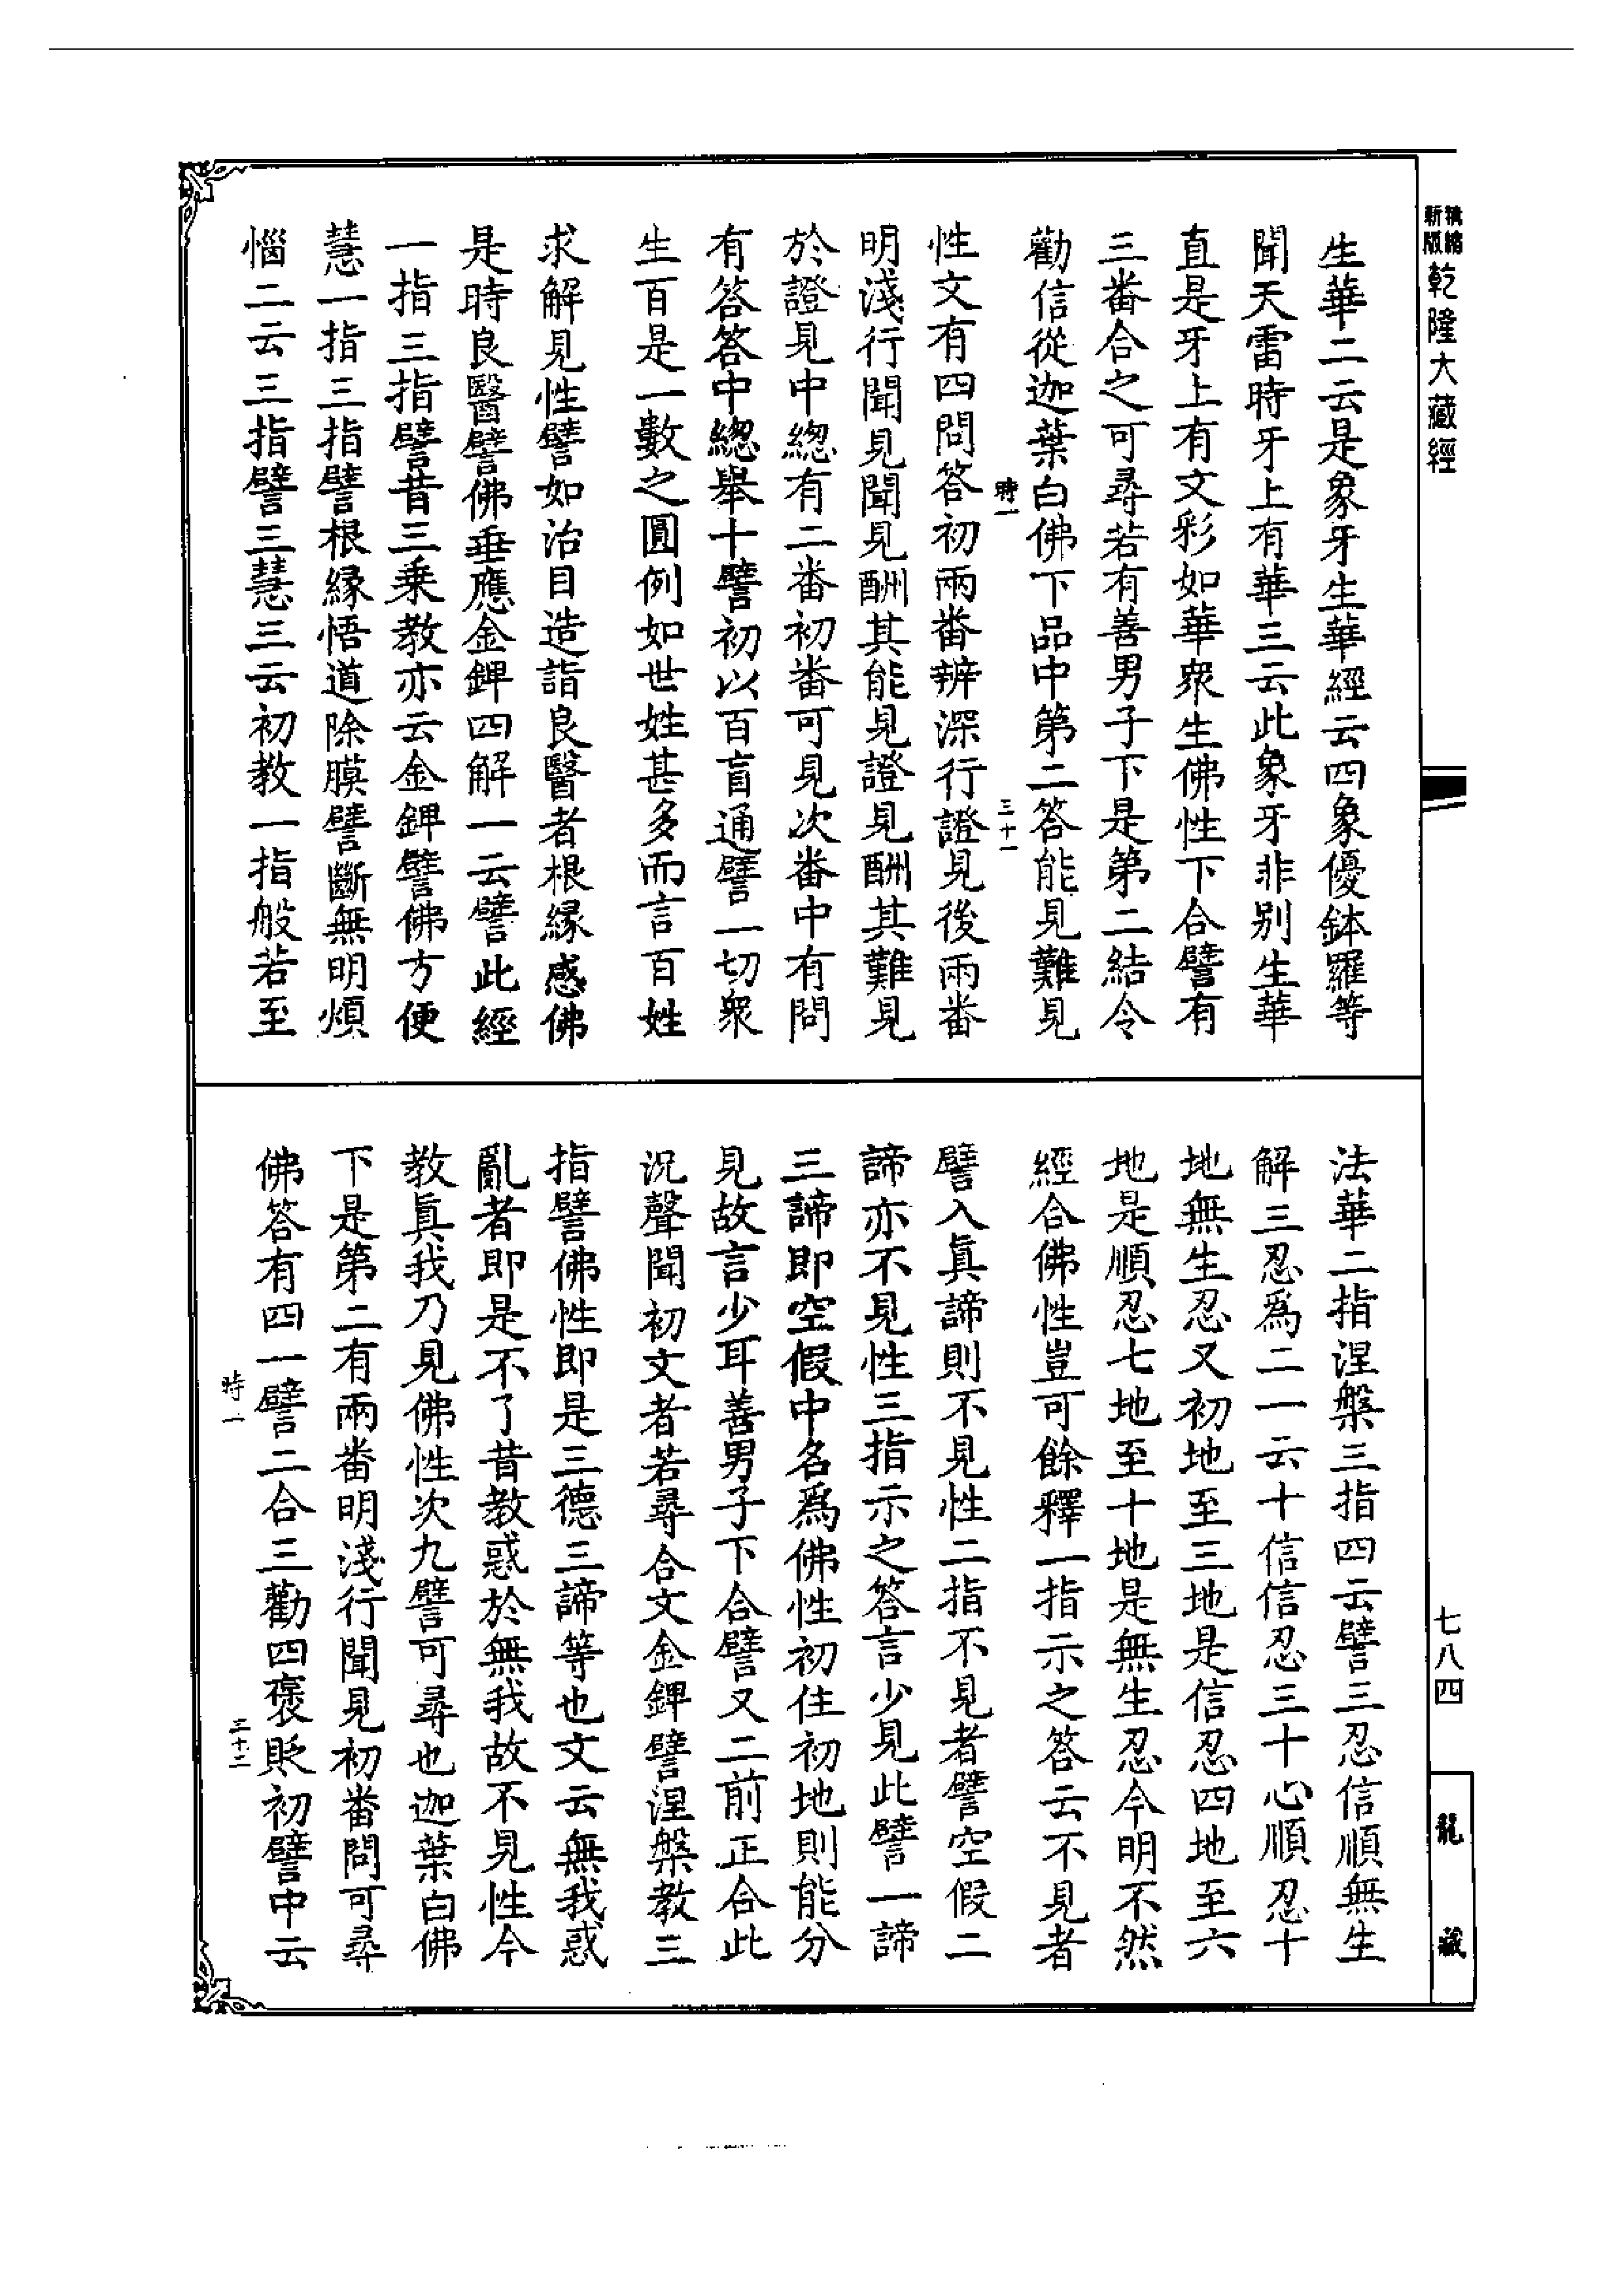 精縮
新版
乾隆大藏經
生華二云是象牙生華經云四象優鉢羅等
聞天雷時牙上有華三云此象牙非別生華
直是牙上有文彩如華衆生佛性下合譬有
三番合之可尋若有善男子下是第二結令
勸信從迦葉白佛下品中第二答能見難見
時一
三十一
性文有四問答初兩番辨深行證見後兩番
明淺行聞見聞見酬其能見證見酬其難見
於證見中總有二番初番可見次番中有問
有答答中總舉十譬初以百盲通譬一切衆
生百是一數之圓例如世姓甚多而言百姓
求解見性譬如治目造詣良醫者根緣感佛
是時良醫譬佛垂應金錍四解一云譬此經
一指三指譬昔三乘教亦云金錍譬佛方便
慧一指三指譬根緣悟道除膜譬斷無明煩
惱二云三指譬三慧三云初教一指般若至
法華二指涅槃三指四云譬三忍信順無生
解三忍爲二一云十信信忍三十心順忍十
地無生忍又初地至三地是信忍四地至六
地是順忍七地至十地是無生忍今明不然
經合佛性豈可餘釋一指示之答云不見者
譬入眞諦則不見性二指不見者譬空假二
諦亦不見性三指示之答言少見此譬一諦
三諦即空假中名爲佛性初住初地則能分
見故言少耳善男子下合譬又二前正合此
況聲聞初文者若尋合文金錍譬涅槃教三
指譬佛性即是三德三諦等也文云無我惑
亂者即是不了昔教惑於無我故不見性今
教眞我乃見佛性次九譬可尋也迦葉白佛
下是第二有兩番明淺行聞見初番問可尋
佛答有四一譬二合三勸四褒貶初譬中云
時一
三十二
七八四
龍藏